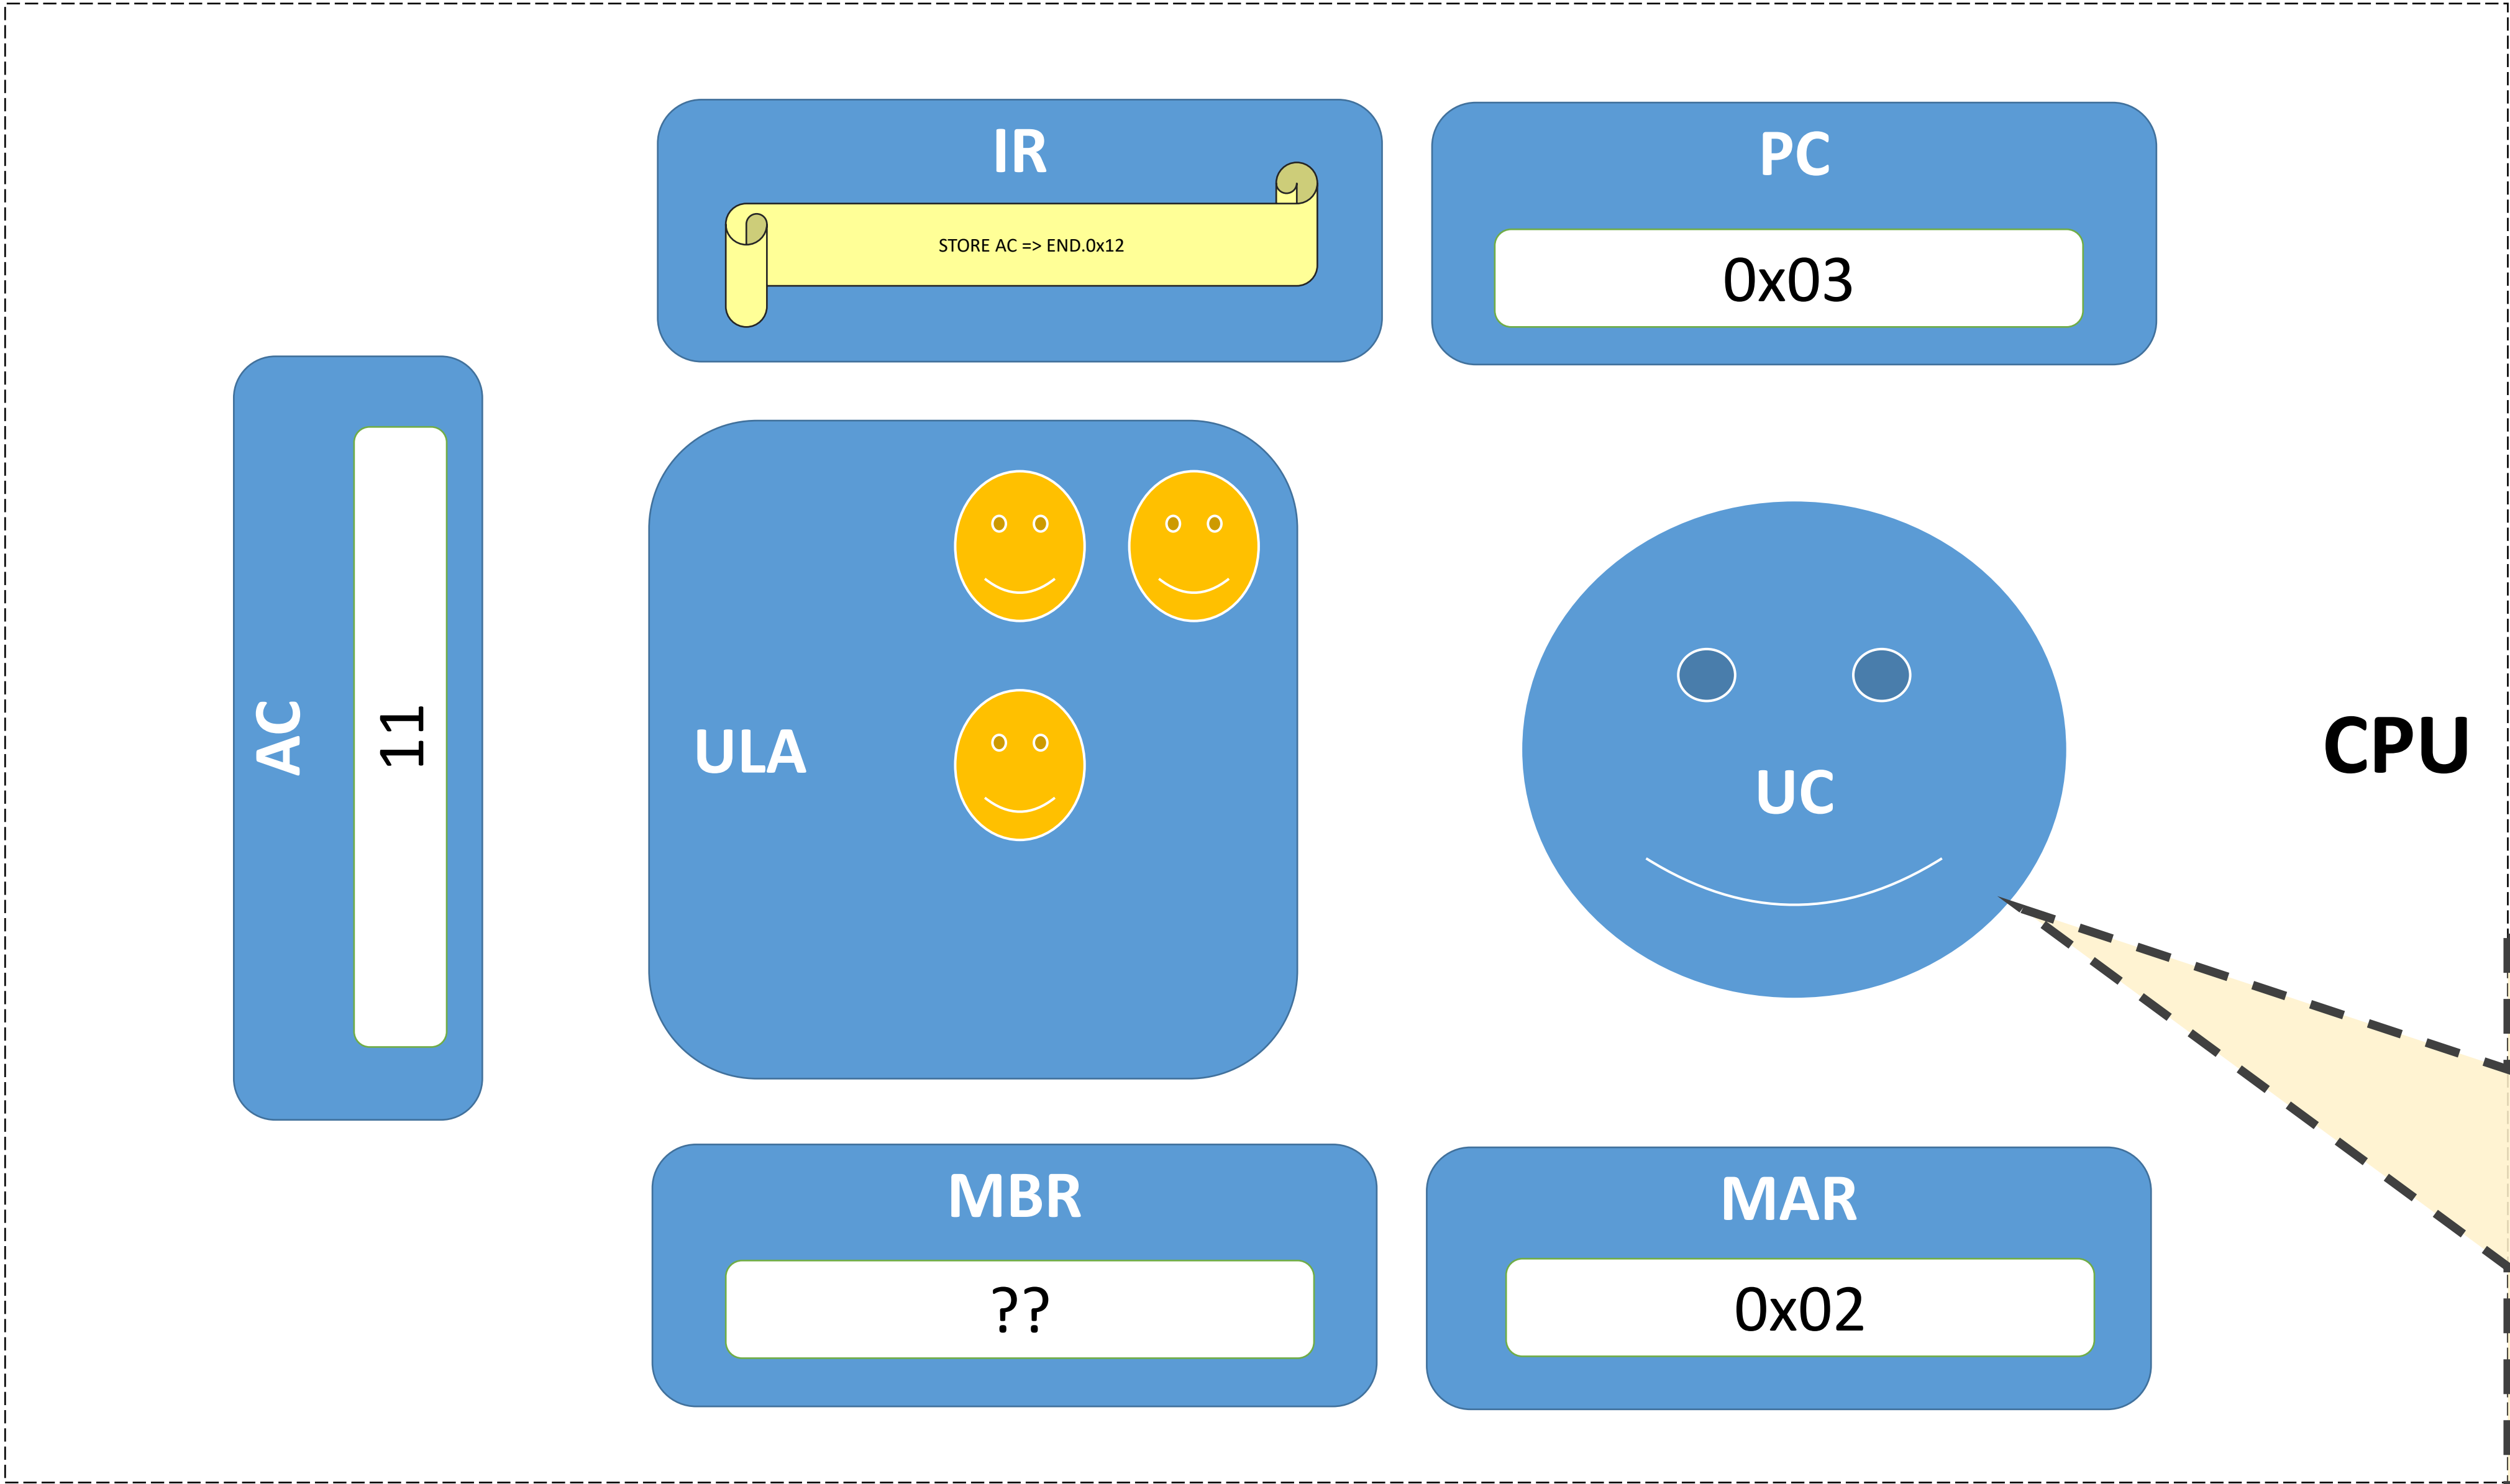 IR
STORE AC => END.0x12
PC
0x03
AC
11
ULA
UC
CPU
MBR
??
MAR
0x02